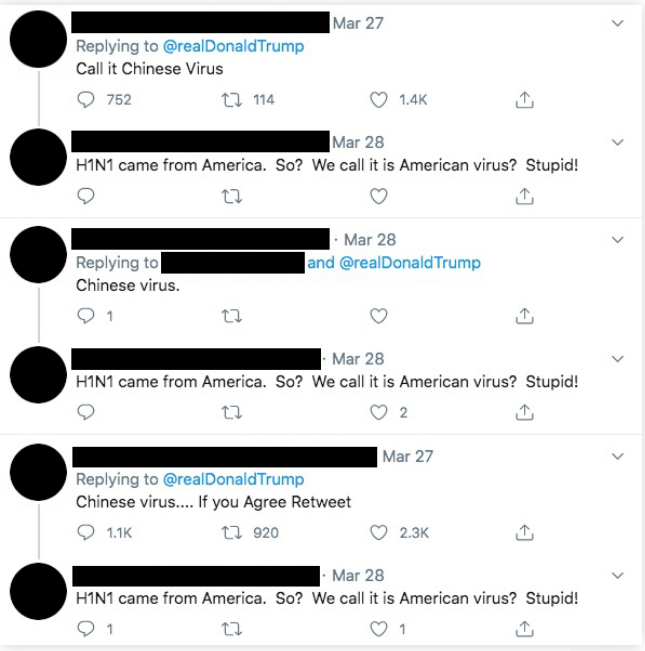 Mar 27
Replying to @realDonaldTrump
Call it Chinese Virus
752 114 1.4K
Mar 28
H1N1 came from America. So? We call it is American virus? Stupid!
· Mar 28
Replying to and @realDonaldTrump
Chinese virus.
1
· Mar 28
H1N1 came from America. So? We call it is American virus? Stupid!
2
Mar 27
Replying to @realDonaldTrump
Chinese virus.... If you Agree Retweet
1.1K 920 2.3K
· Mar 28
H1N1 came from America. So? We call it is American virus? Stupid!
1 1